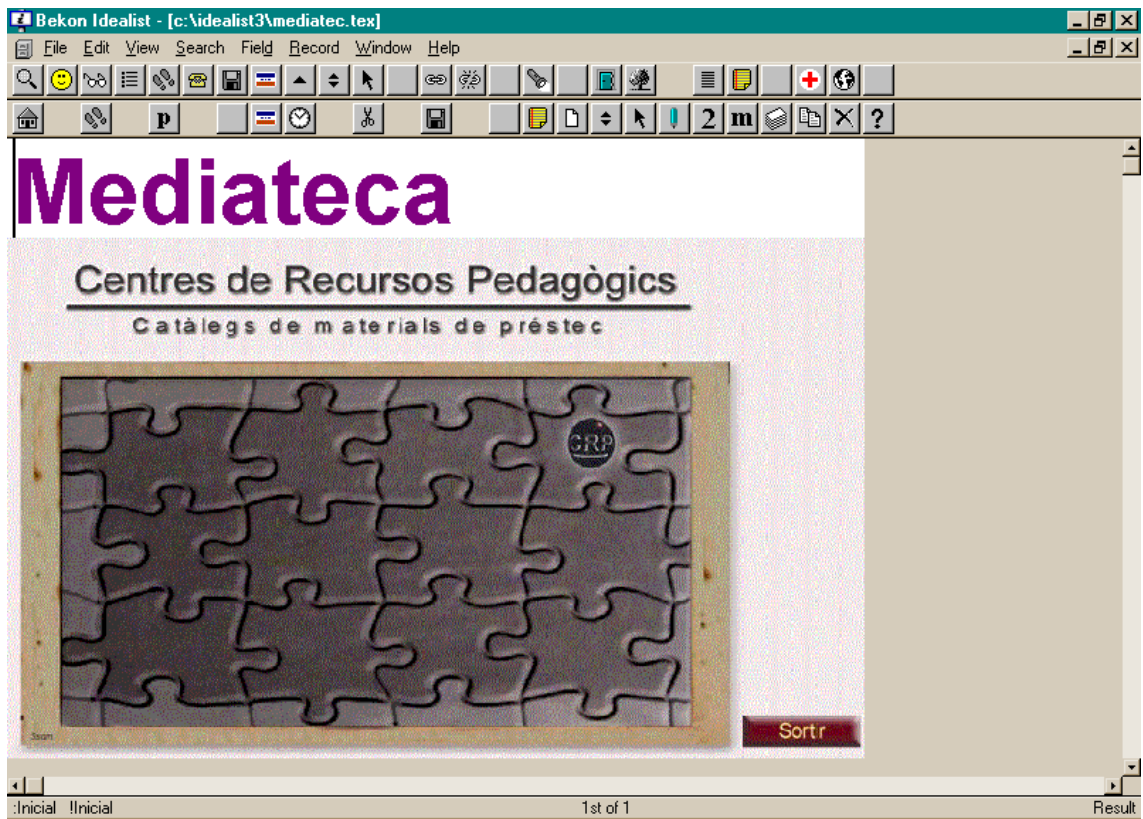 Bekon Idealist - [c:\idealist3\mediatec.tex]
File Edit View Search Field Record Window Help
p 2 m ?
Mediateca
Centres de Recursos Pedagògics
Catàlegs de materials de préstec
CRP
Sortir
:Inicial !Inicial 1st of 1 Result